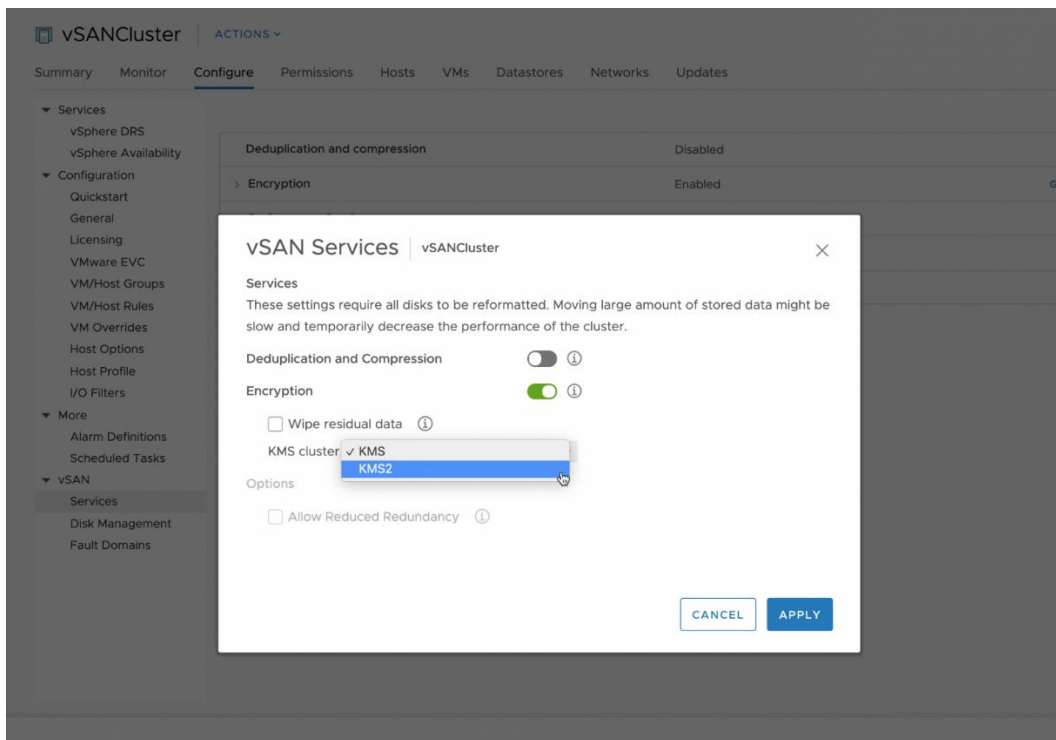 vSANCluster ACTIONS
Summary Monitor Configure Permissions Hosts VMs Datastores Networks Updates
Services
vSphere DRS
vSphere Availability
Configuration
Quickstart
General
Licensing
VMware EVC
VM/Host Groups
VM/Host Rules
VM Overrides
Host Options
Host Profile
I/O Filters
More
Alarm Definitions
Scheduled Tasks
vSAN
Services
Disk Management
Fault Domains
Deduplication and compression Disabled
Encryption Enabled
vSAN Services vSANCluster
Services
These settings require all disks to be reformatted. Moving large amount of stored data might be
slow and temporarily decrease the performance of the cluster.
Deduplication and Compression
Encryption
Wipe residual data
KMS cluster ✓ KMS
KMS2
Options
Allow Reduced Redundancy
CANCEL APPLY